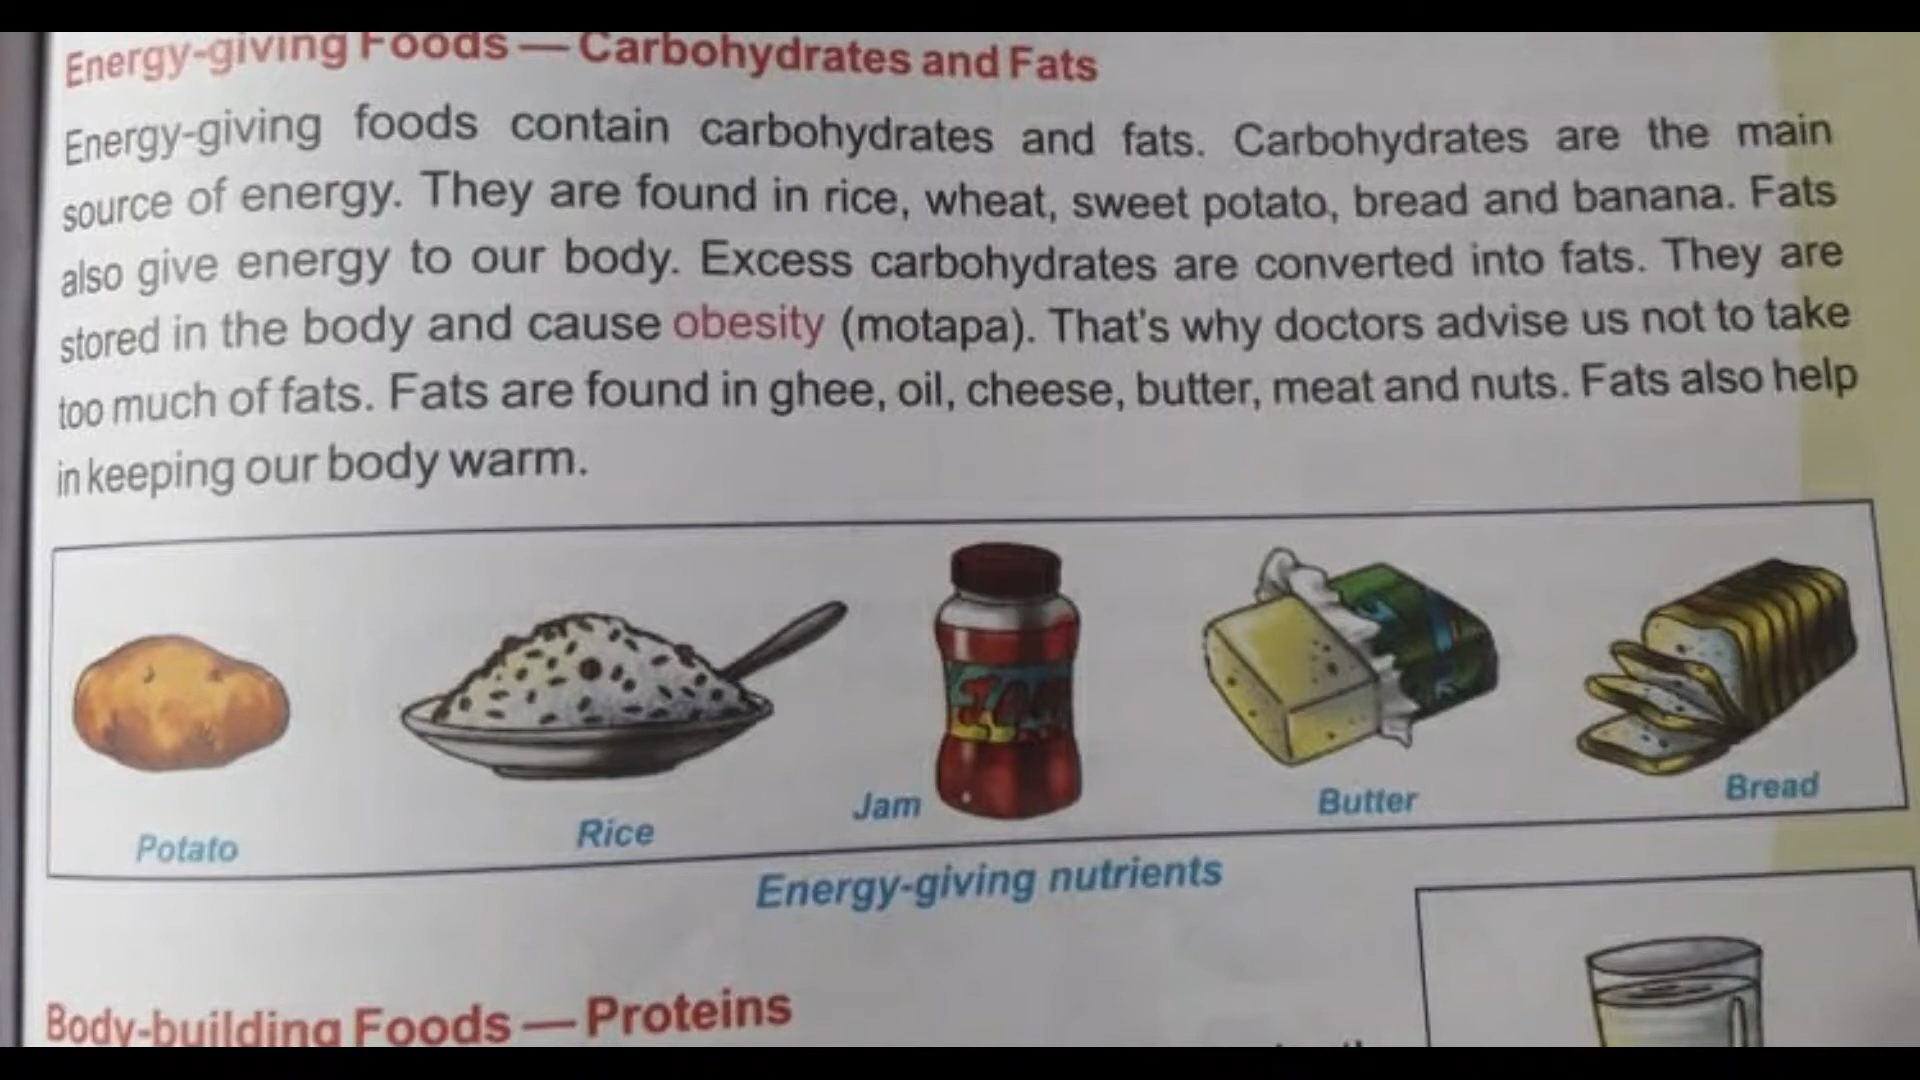 Energy-giving Foods — Carbohydrates and Fats
Energy-giving foods contain carbohydrates and fats. Carbohydrates are the main
source of energy. They are found in rice, wheat, sweet potato, bread and banana. Fats
also give energy to our body. Excess carbohydrates are converted into fats. They are
stored in the body and cause obesity (motapa). That's why doctors advise us not to take
too much of fats. Fats are found in ghee, oil, cheese, butter, meat and nuts. Fats also help
in keeping our body warm.
JAM
Potato
Rice
Jam
Butter
Bread
Energy-giving nutrients
Body-building Foods — Proteins